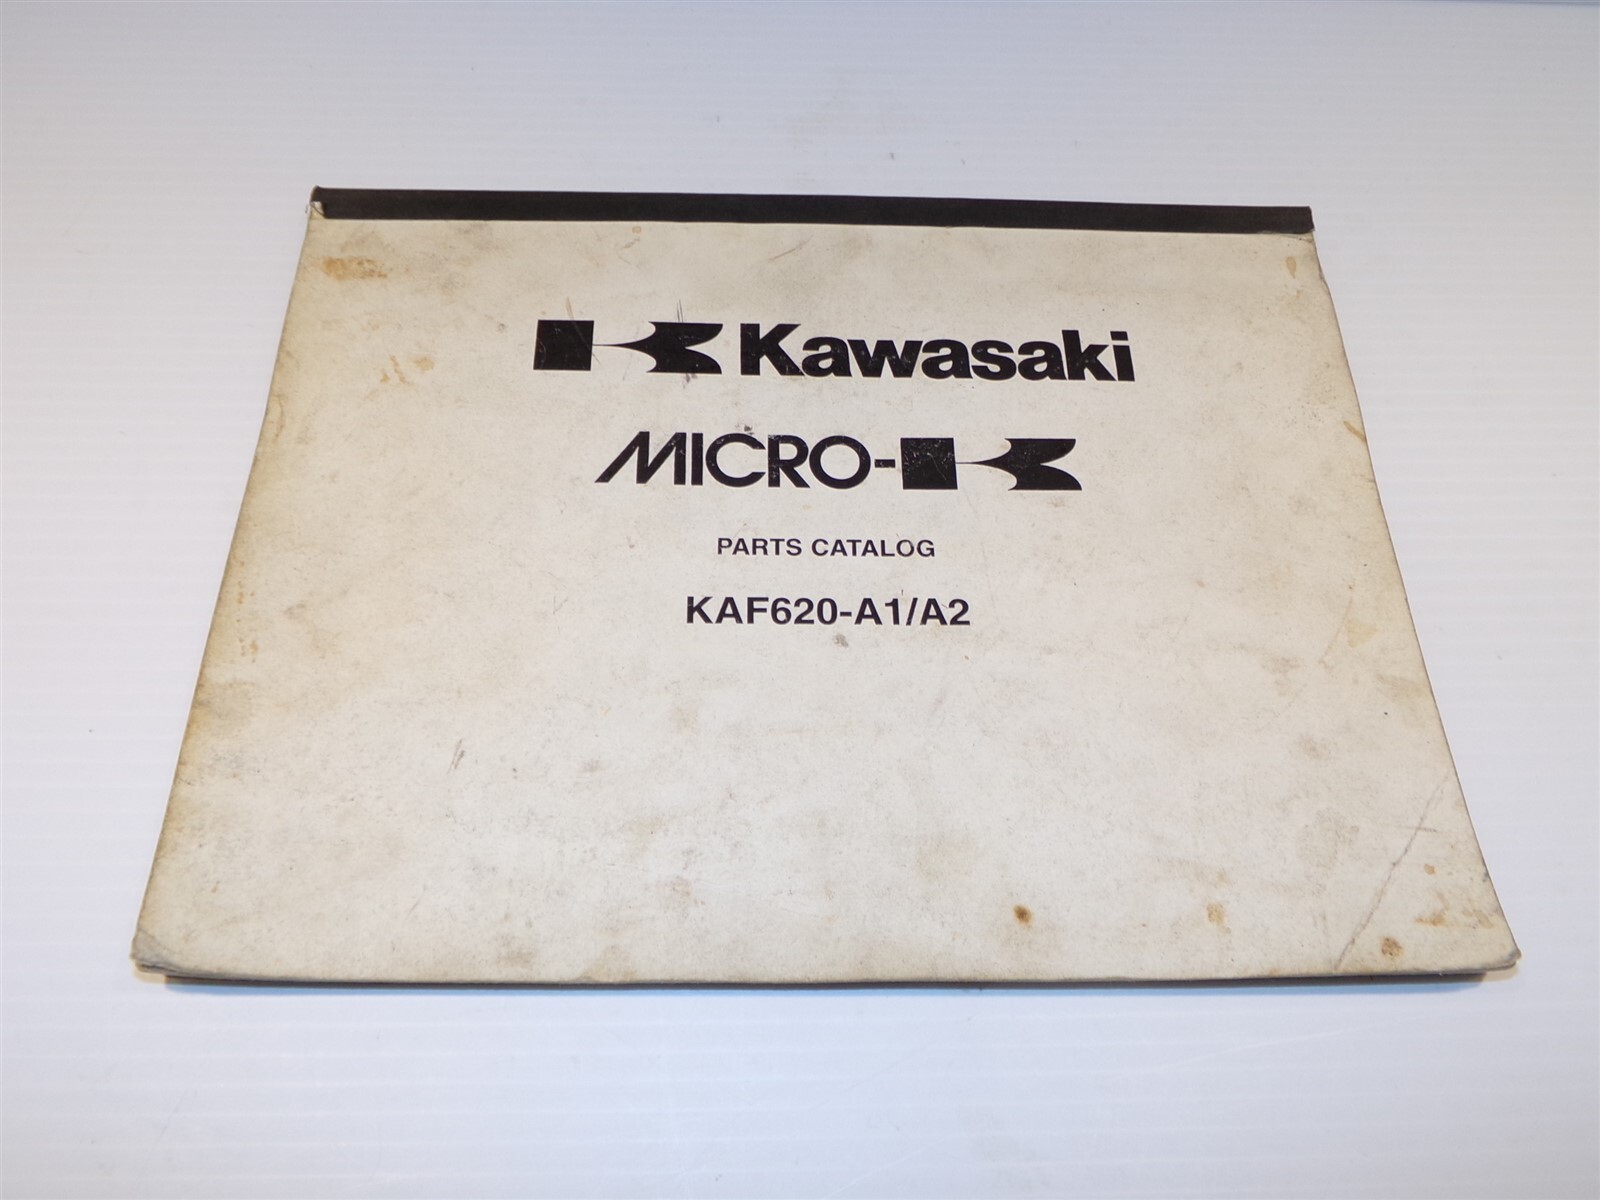 Kawasaki
MICRO-K
PARTS CATALOG
KAF620-A1/A2